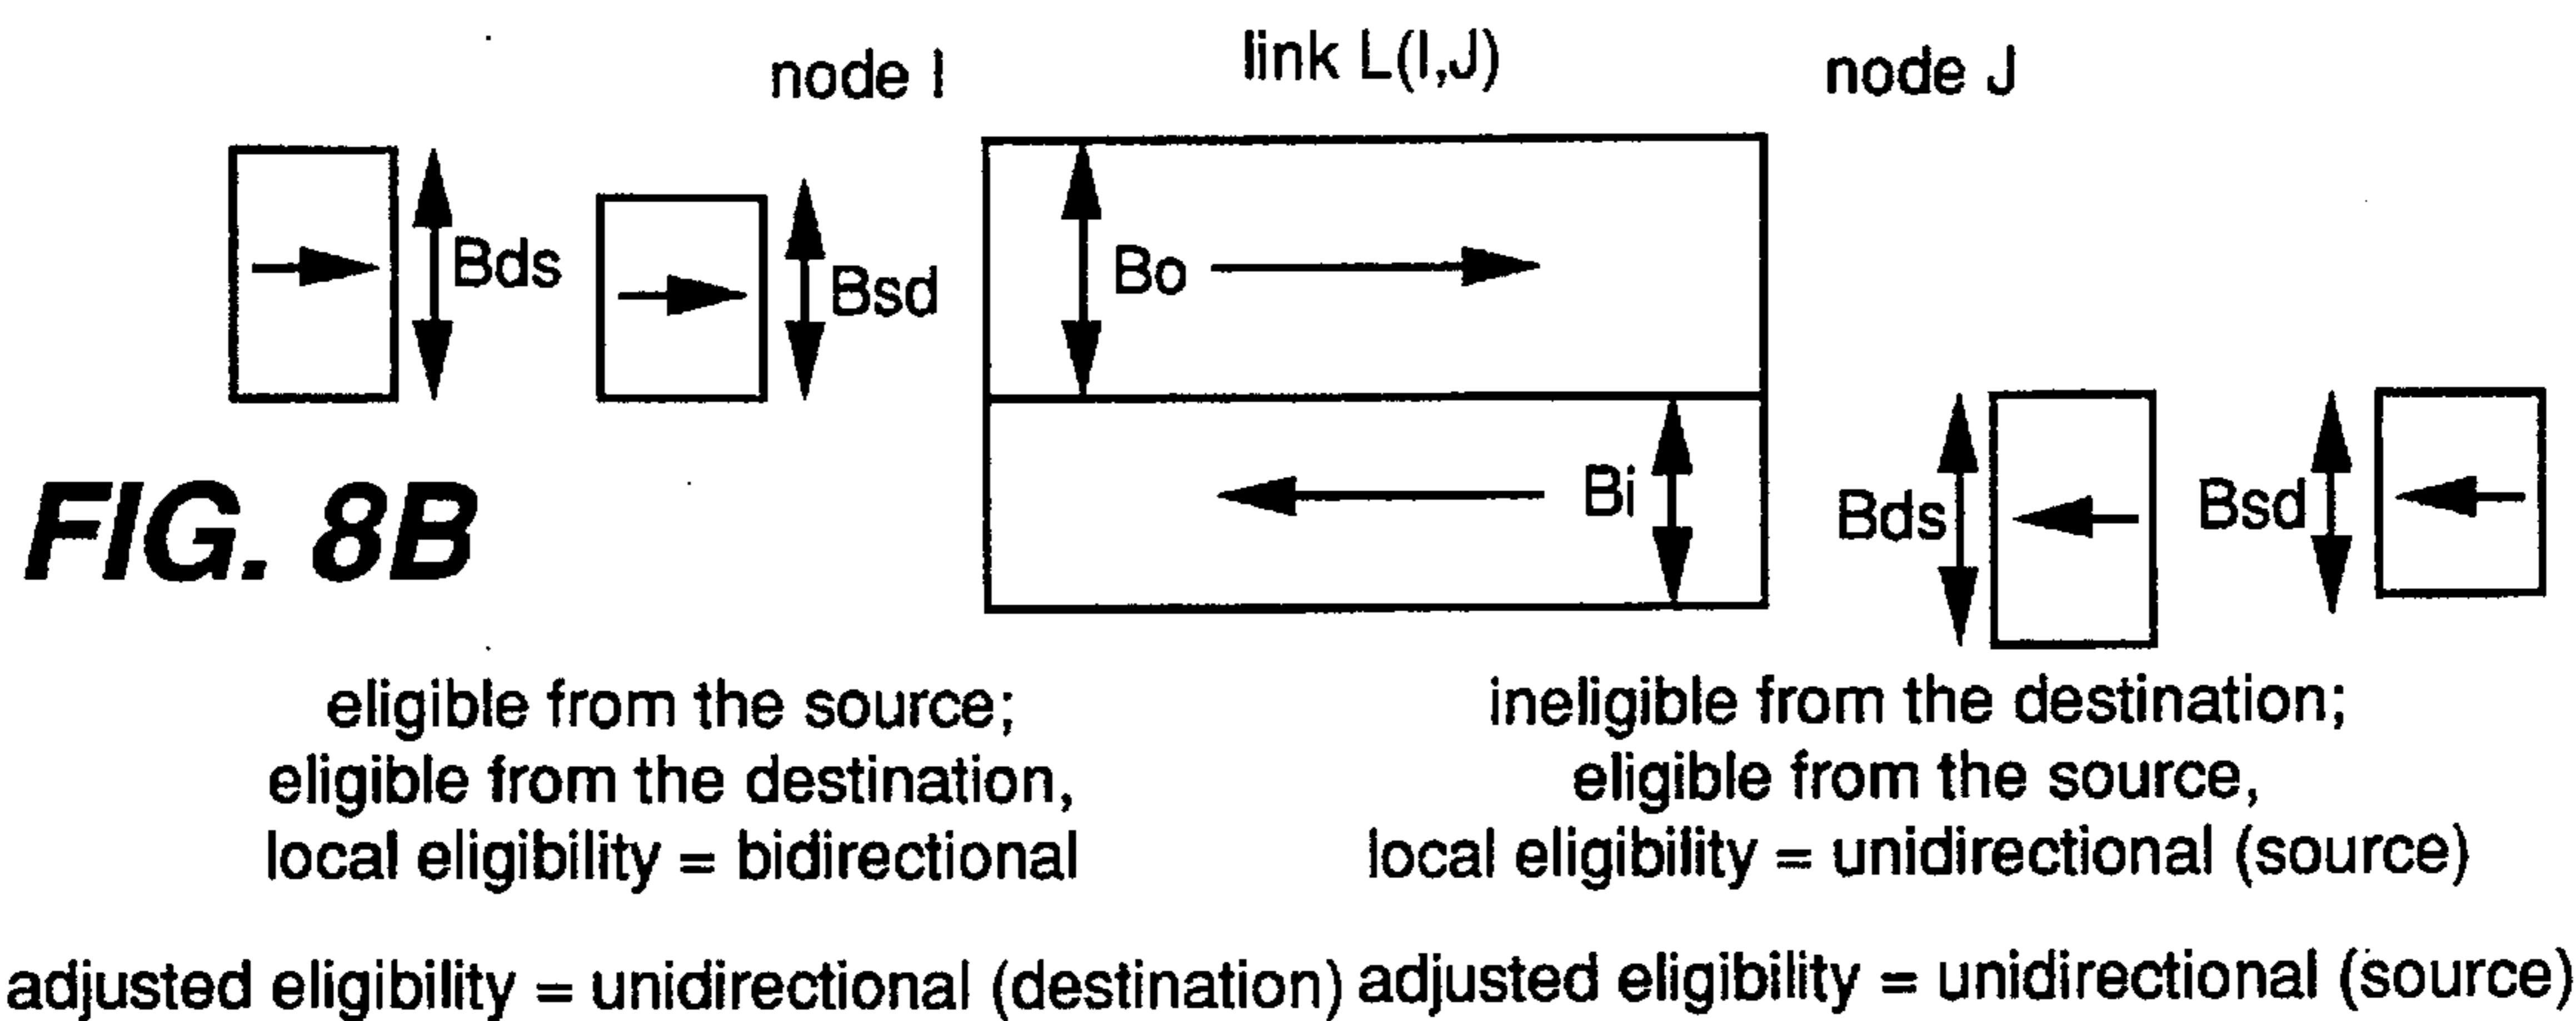 node I
link L(I,J)
node J
Bds
Bsd
Bo
Bi
Bds
Bsd
FIG. 8B
eligible from the source;
eligible from the destination,
local eligibility = bidirectional
ineligible from the destination;
eligible from the source,
local eligibility = unidirectional (source)
adjusted eligibility = unidirectional (destination)
adjusted eligibility = unidirectional (source)